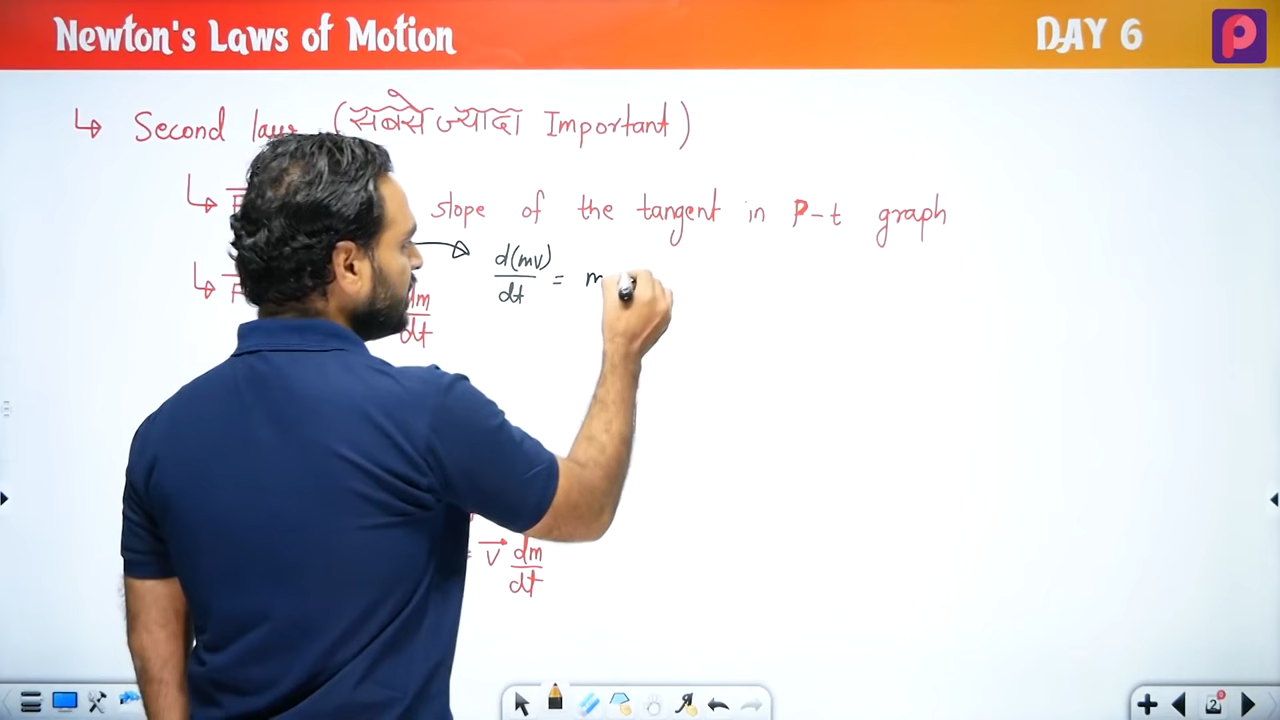 Newton's Laws of Motion DAY 6
↳ Second law (सबसे ज्यादा Important)
↳ F slope of the tangent in P-t graph
d(mv)/dt = m
↳ F dm/dt
= v⃗ dm/dt
2